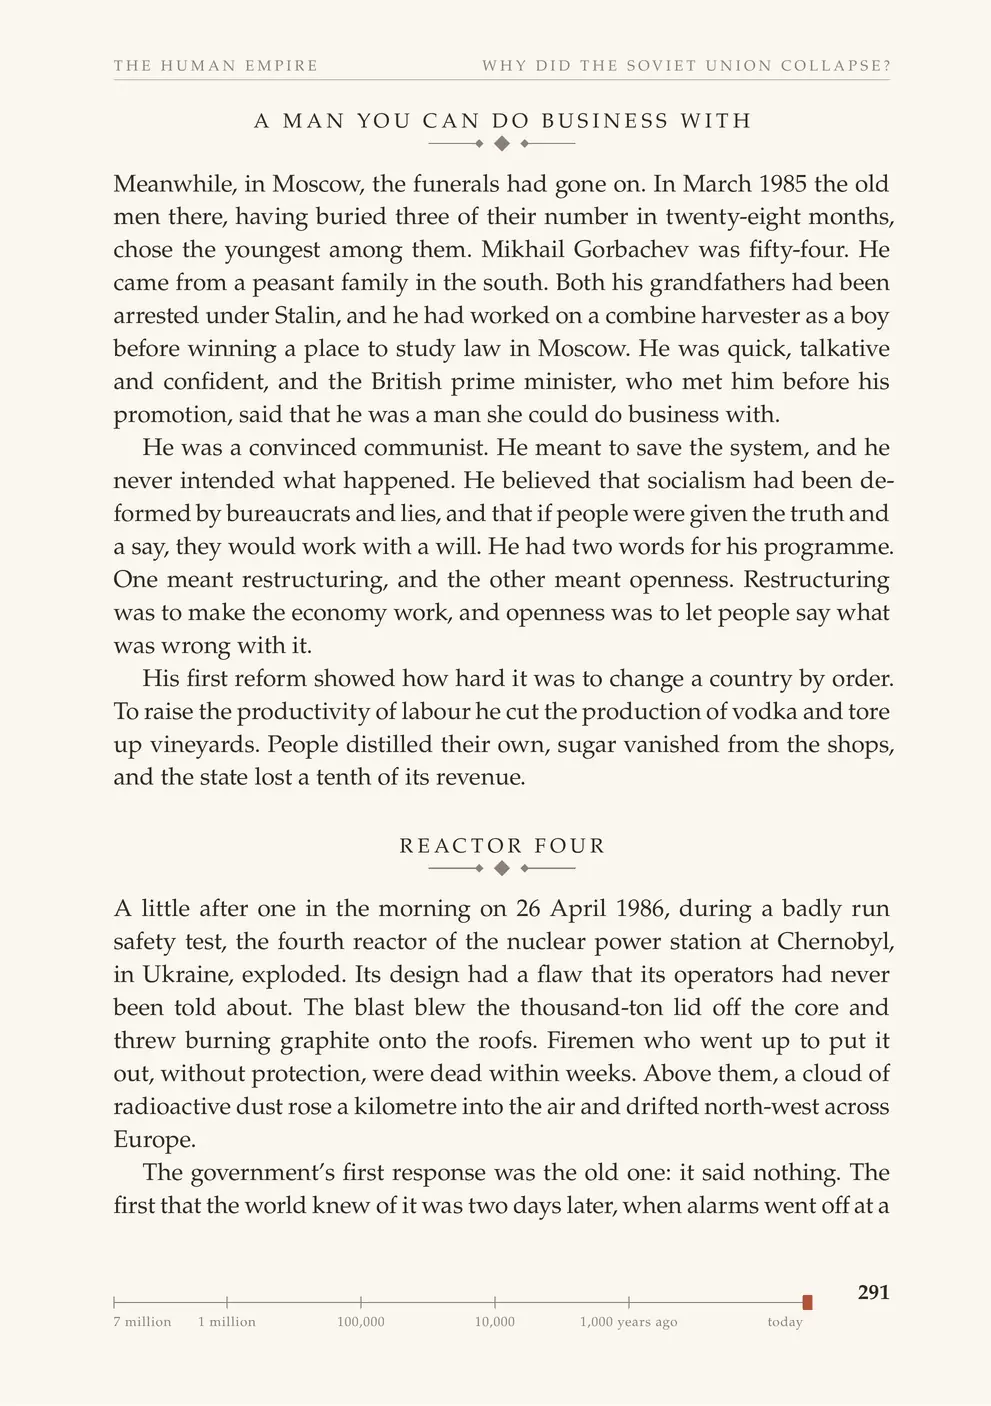 THE HUMAN EMPIRE
WHY DID THE SOVIET UNION COLLAPSE?
A MAN YOU CAN DO BUSINESS WITH
Meanwhile, in Moscow, the funerals had gone on. In March 1985 the old
men there, having buried three of their number in twenty-eight months,
chose the youngest among them. Mikhail Gorbachev was fifty-four. He
came from a peasant family in the south. Both his grandfathers had been
arrested under Stalin, and he had worked on a combine harvester as a boy
before winning a place to study law in Moscow. He was quick, talkative
and confident, and the British prime minister, who met him before his
promotion, said that he was a man she could do business with.
He was a convinced communist. He meant to save the system, and he
never intended what happened. He believed that socialism had been de-
formed by bureaucrats and lies, and that if people were given the truth and
a say, they would work with a will. He had two words for his programme.
One meant restructuring, and the other meant openness. Restructuring
was to make the economy work, and openness was to let people say what
was wrong with it.
His first reform showed how hard it was to change a country by order.
To raise the productivity of labour he cut the production of vodka and tore
up vineyards. People distilled their own, sugar vanished from the shops,
and the state lost a tenth of its revenue.
REACTOR FOUR
A little after one in the morning on 26 April 1986, during a badly run
safety test, the fourth reactor of the nuclear power station at Chernobyl,
in Ukraine, exploded. Its design had a flaw that its operators had never
been told about. The blast blew the thousand-ton lid off the core and
threw burning graphite onto the roofs. Firemen who went up to put it
out, without protection, were dead within weeks. Above them, a cloud of
radioactive dust rose a kilometre into the air and drifted north-west across
Europe.
The government's first response was the old one: it said nothing. The
first that the world knew of it was two days later, when alarms went off at a
291
7 million
1 million
100,000
10,000
1,000 years ago
today